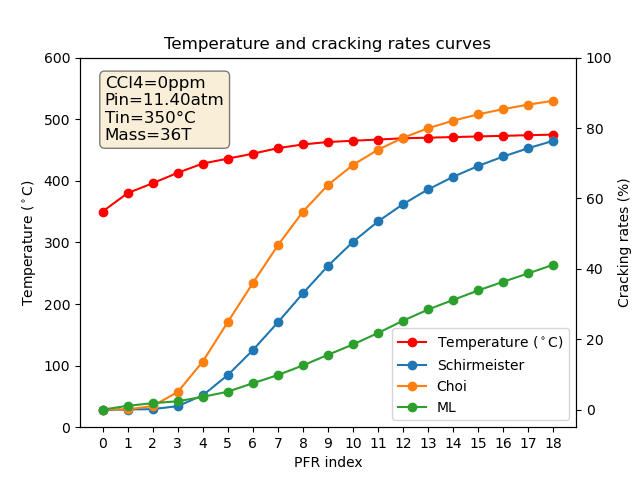 Temperature and cracking rates curves
CCl4=0ppm
Pin=11.40atm
Tin=350°C
Mass=36T
600
500
400
300
200
100
0
Temperature (°C)
100
80
60
40
20
0
Cracking rates (%)
Temperature (°C)
Schirmeister
Choi
ML
0 1 2 3 4 5 6 7 8 9 10 11 12 13 14 15 16 17 18
PFR index